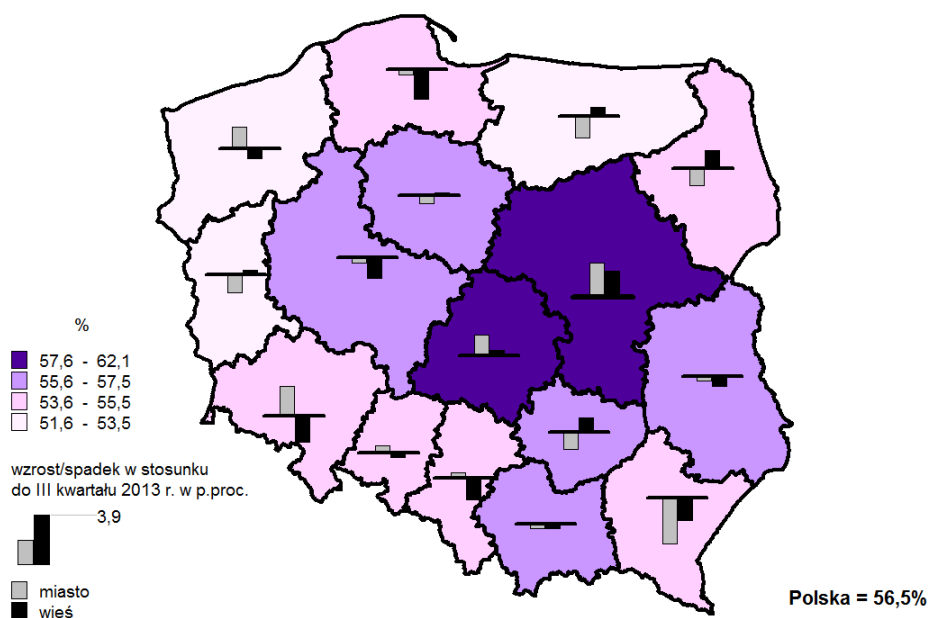 %
57,6 - 62,1
55,6 - 57,5
53,6 - 55,5
51,6 - 53,5
wzrost/spadek w stosunku
do III kwartału 2013 r. w p.proc.
3,9
miasto
wieś
Polska = 56,5%